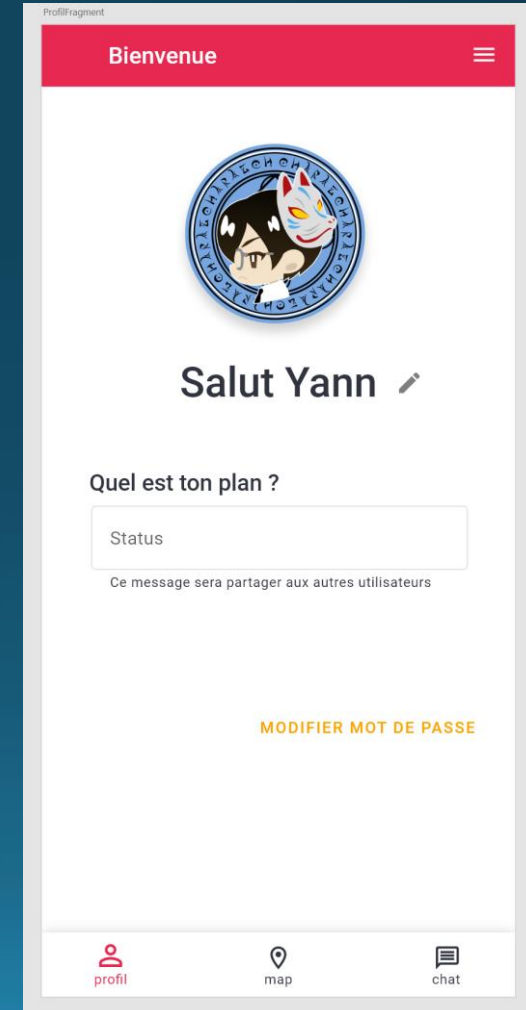 ProfilFragment
Bienvenue
Salut Yann
Quel est ton plan ?
Status
Ce message sera partager aux autres utilisateurs
MODIFIER MOT DE PASSE
profil
map
chat